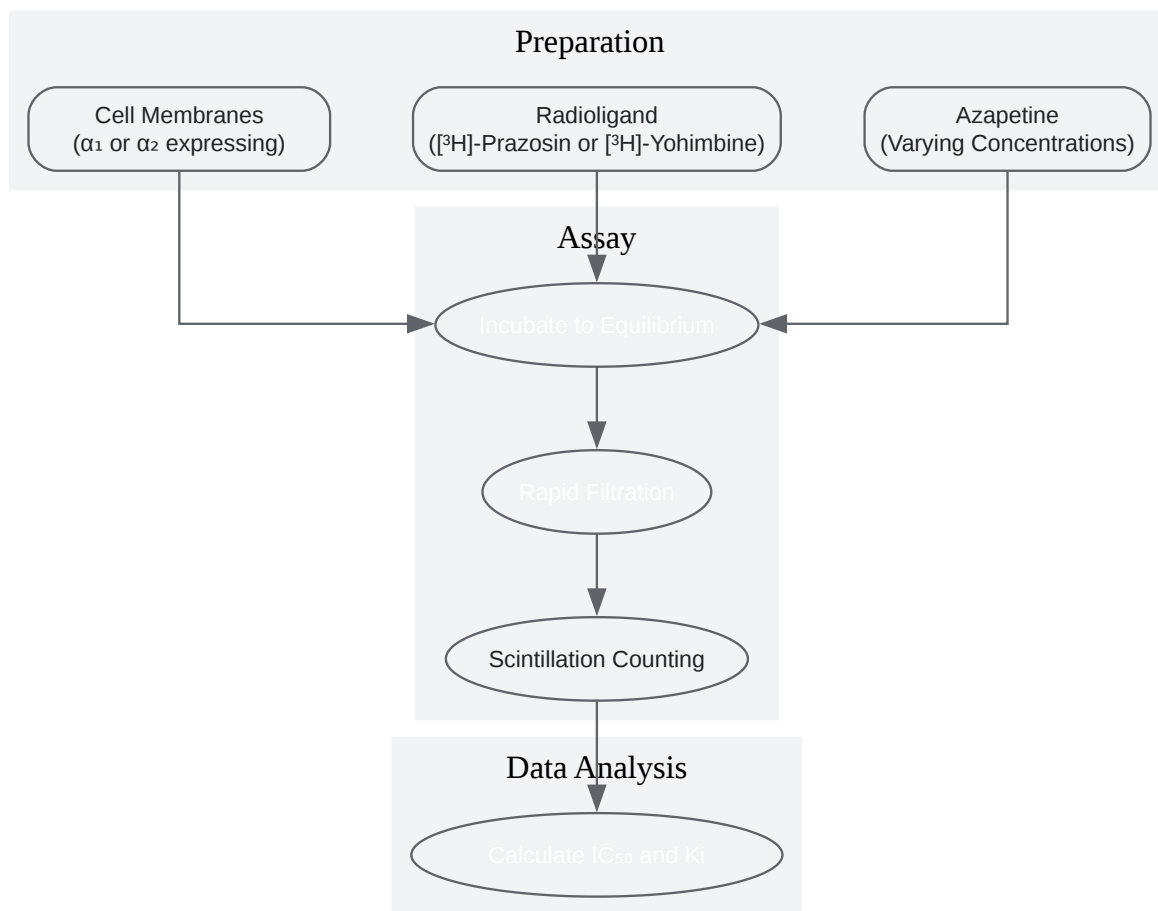 Preparation
Cell Membranes
(α₁ or α₂ expressing)
Radioligand
([³H]-Prazosin or [³H]-Yohimbine)
Azapetine
(Varying Concentrations)
Assay
Incubate to Equilibrium
Rapid Filtration
Scintillation Counting
Data Analysis
Calculate IC₅₀ and Ki